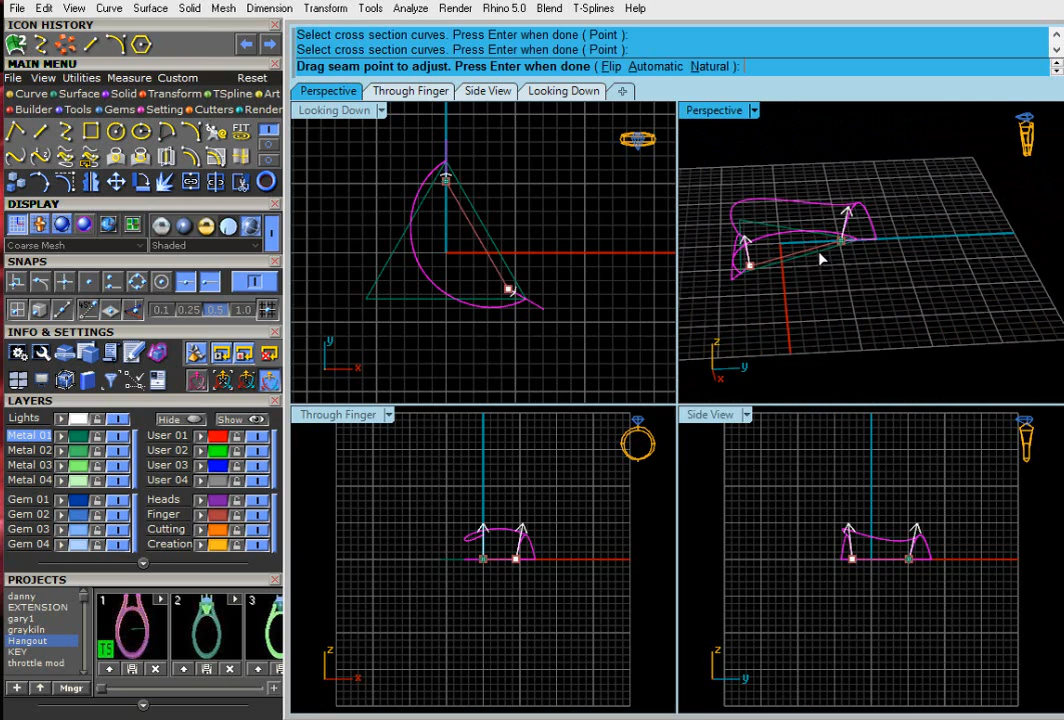 File Edit View Curve Surface Solid Mesh Dimension Transform Tools Analyze Render Rhino 5.0 Blend T-Splines Help
ICON HISTORY
MAIN MENU
File View Utilities Measure Custom Reset
Curve Surface Solid Transform TSpline Art
Builder Tools Gems Setting Cutters Render
FIT
DISPLAY
Coarse Mesh Shaded
SNAPS
0.1 0.25 0.5 1.0
INFO & SETTINGS
LAYERS
Lights Hide Show
Metal 01 User 01
Metal 02 User 02
Metal 03 User 03
Metal 04 User 04
Gem 01 Heads
Gem 02 Finger
Gem 03 Cutting
Gem 04 Creation
PROJECTS
danny
EXTENSION
gary1
graykiln
Hangout
KEY
throttle mod
1 2 3
TS
Mngr
Select cross section curves. Press Enter when done ( Point ):
Select cross section curves. Press Enter when done ( Point ):
Drag seam point to adjust. Press Enter when done ( Flip Automatic Natural ):
Perspective Through Finger Side View Looking Down
Looking Down
y
x
Perspective
z
y
x
Through Finger
z
x
Side View
z
y